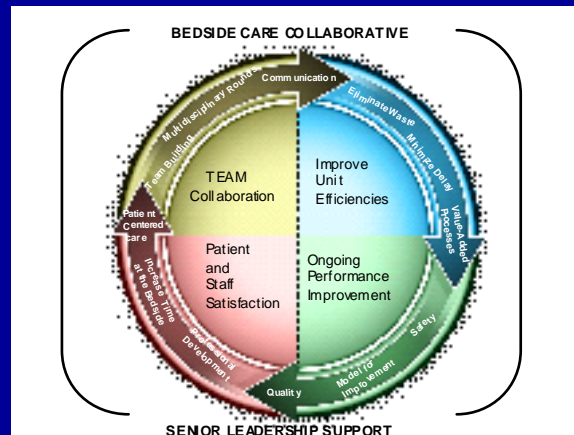 BEDSIDE CARE COLLABORATIVE
Communication
Multidisciplinary Rounds
Team Building
Eliminate Waste
Minimize Delay
Value-Added
Processes
TEAM
Collaboration
Improve
Unit
Efficiencies
Patient
Centered
care
Patient
and
Staff
Satisfaction
Ongoing
Performance
Improvement
Increase Time
at the Bedside
Professional
Development
Quality
Model for
Improvement
Safety
SENIOR LEADERSHIP SUPPORT